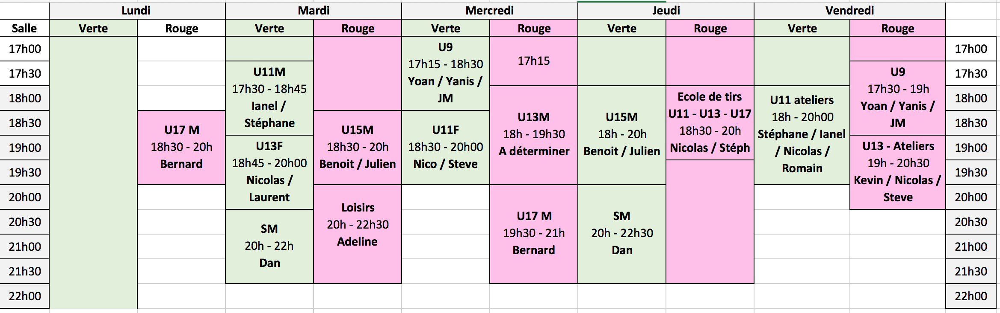 Lundi Mardi Mercredi Jeudi Vendredi
Salle Verte Rouge Verte Rouge Verte Rouge Verte Rouge Verte Rouge
17h00
17h30
18h00
18h30
19h00
19h30
20h00
20h30
21h00
21h30
22h00
U17 M
18h30 - 20h
Bernard
U11M
17h30 - 18h45
Ianel /
Stéphane
U13F
18h45 - 20h00
Nicolas /
Laurent
SM
20h - 22h
Dan
U15M
18h30 - 20h
Benoit / Julien
Loisirs
20h - 22h30
Adeline
U9
17h15 - 18h30
Yoan / Yanis /
JM
U11F
18h30 - 20h00
Nico / Steve
17h15
U13M
18h - 19h30
A déterminer
U17 M
19h30 - 21h
Bernard
U15M
18h - 20h
Benoit / Julien
SM
20h - 22h30
Dan
Ecole de tirs
U11 - U13 - U17
18h30 - 20h
Nicolas / Stéph
U11 ateliers
18h - 20h00
Stéphane / Ianel
/ Nicolas /
Romain
U9
17h30 - 19h
Yoan / Yanis /
JM
U13 - Ateliers
19h - 20h30
Kevin / Nicolas /
Steve
17h00
17h30
18h00
18h30
19h00
19h30
20h00
20h30
21h00
21h30
22h00